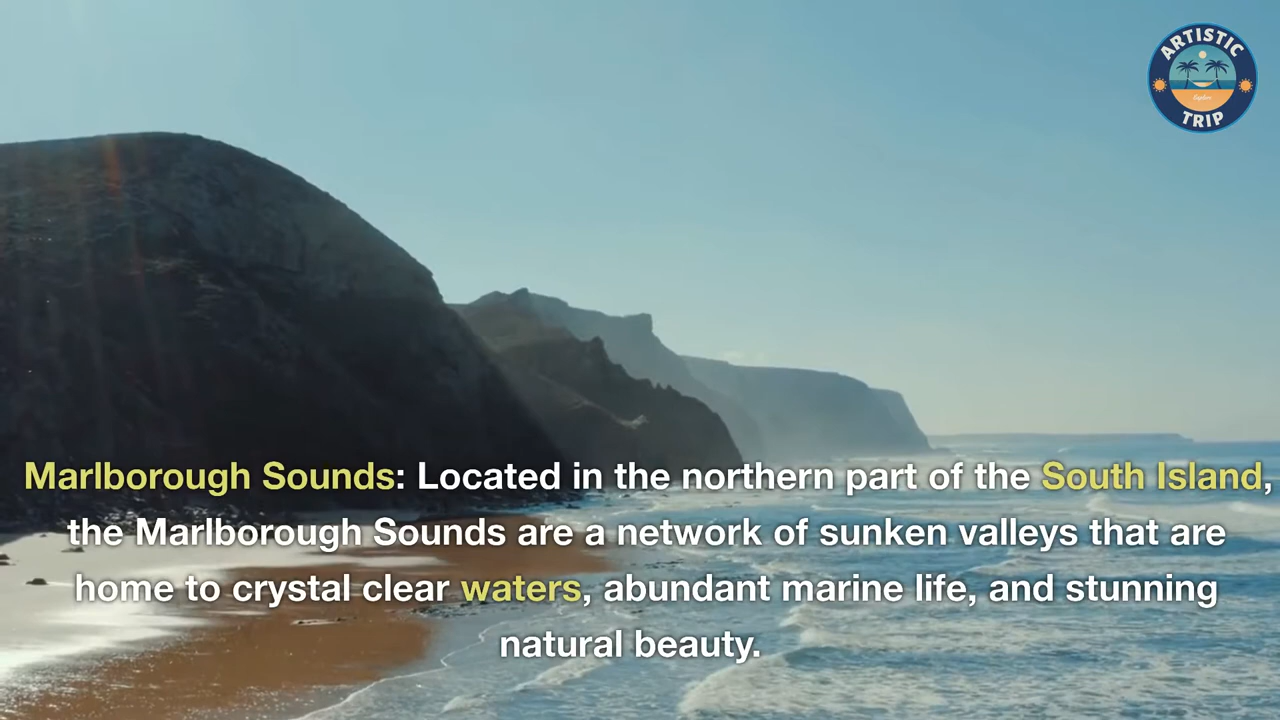 ARTISTIC
Explore
TRIP
Marlborough Sounds: Located in the northern part of the South Island,
the Marlborough Sounds are a network of sunken valleys that are
home to crystal clear waters, abundant marine life, and stunning
natural beauty.